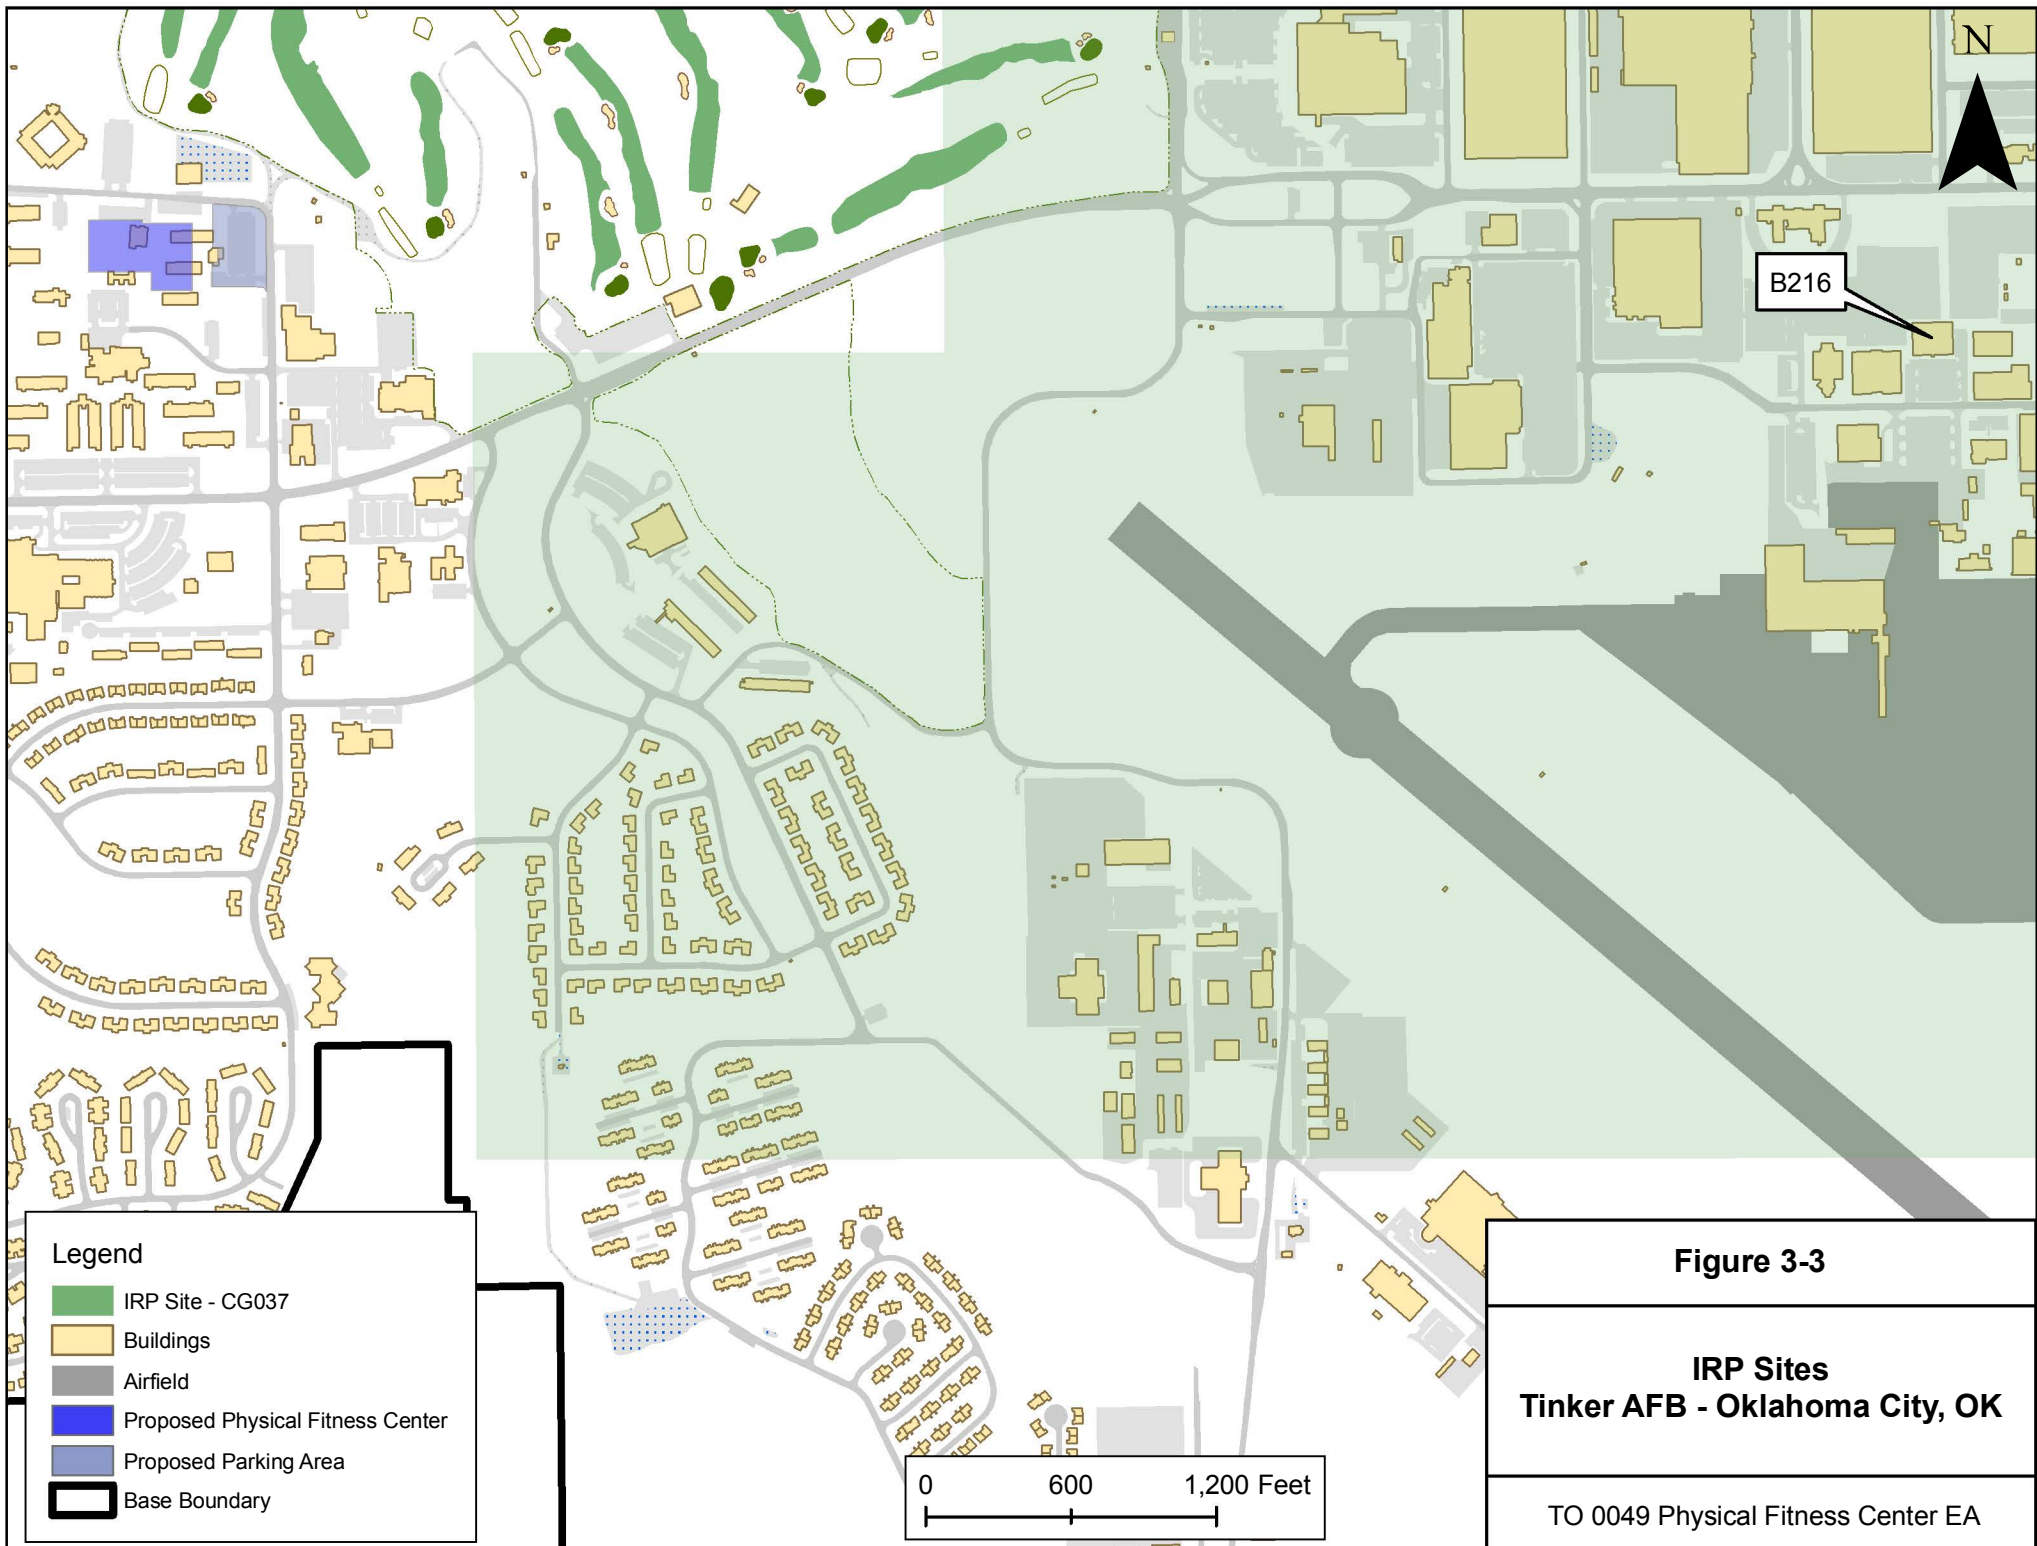 N
B216
Legend
IRP Site - CG037
Buildings
Airfield
Proposed Physical Fitness Center
Proposed Parking Area
Base Boundary
0 600 1,200 Feet
Figure 3-3
IRP Sites
Tinker AFB - Oklahoma City, OK
TO 0049 Physical Fitness Center EA